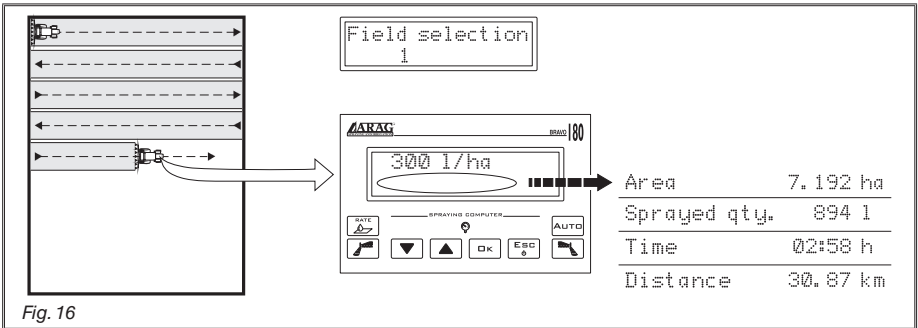 Field selection
1
ARAG
BRAVO 180
300 l/ha
SPRAYING COMPUTER
RATE
AUTO
OK
ESC
Area 7.192 ha
Sprayed qty. 894 l
Time 02:58 h
Distance 30.87 km
Fig. 16